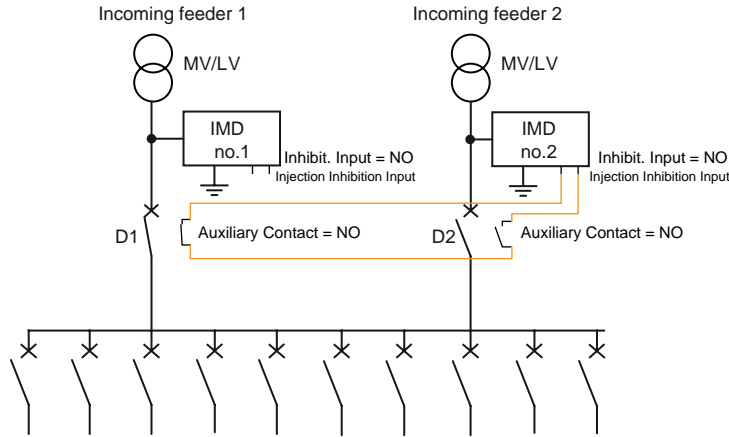 Incoming feeder 1
Incoming feeder 2
MV/LV
MV/LV
IMD
no.1
Inhibit. Input = NO
Injection Inhibition Input
IMD
no.2
Inhibit. Input = NO
Injection Inhibition Input
D1
Auxiliary Contact = NO
D2
Auxiliary Contact = NO